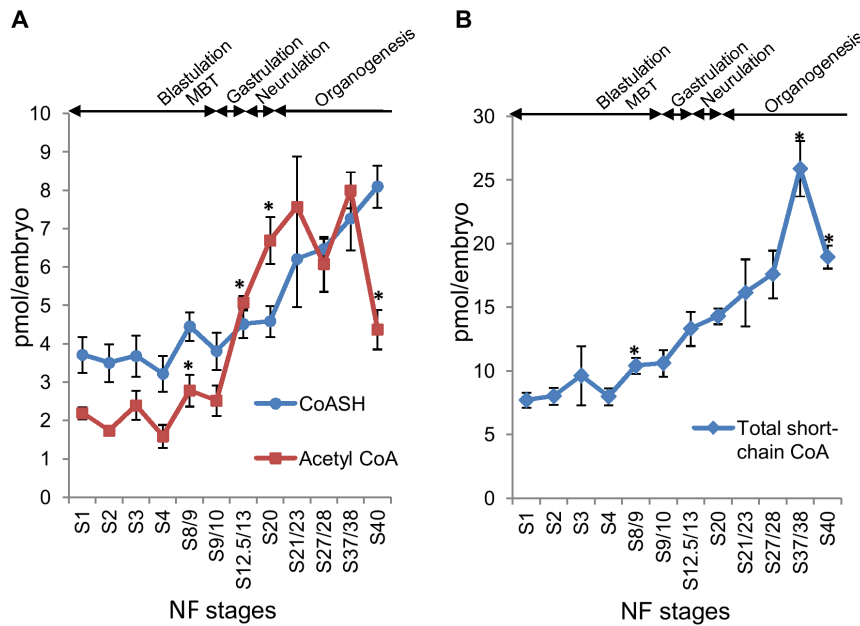 A
Blastulation
MBT
Gastrulation
Neurulation
Organogenesis
10
9
8
7
6
5
4
3
2
1
0
pmol/embryo
*
*
*
*
CoASH
Acetyl CoA
S1
S2
S3
S4
S8/9
S9/10
S12.5/13
S20
S21/23
S27/28
S37/38
S40
NF stages
B
Blastulation
MBT
Gastrulation
Neurulation
Organogenesis
30
25
20
15
10
5
0
pmol/embryo
*
*
*
Total short-
chain CoA
S1
S2
S3
S4
S8/9
S9/10
S12.5/13
S20
S21/23
S27/28
S37/38
S40
NF stages